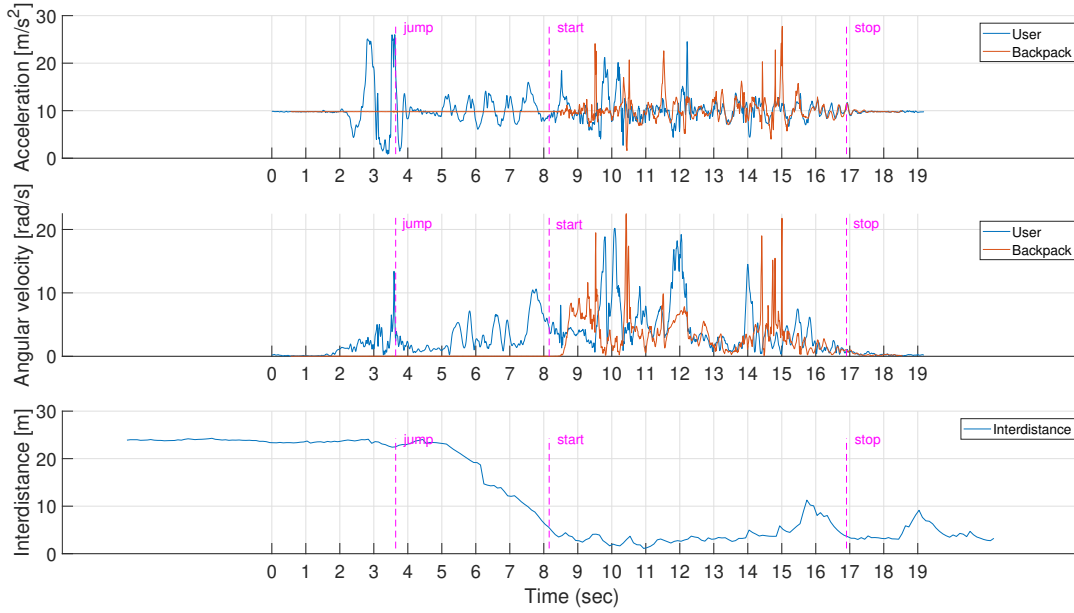 Acceleration [m/s²]
30
20
10
0
jump
start
stop
User
Backpack
0 1 2 3 4 5 6 7 8 9 10 11 12 13 14 15 16 17 18 19
Angular velocity [rad/s]
20
10
0
jump
start
stop
User
Backpack
0 1 2 3 4 5 6 7 8 9 10 11 12 13 14 15 16 17 18 19
Interdistance [m]
30
20
10
0
jump
start
stop
Interdistance
0 1 2 3 4 5 6 7 8 9 10 11 12 13 14 15 16 17 18 19
Time (sec)